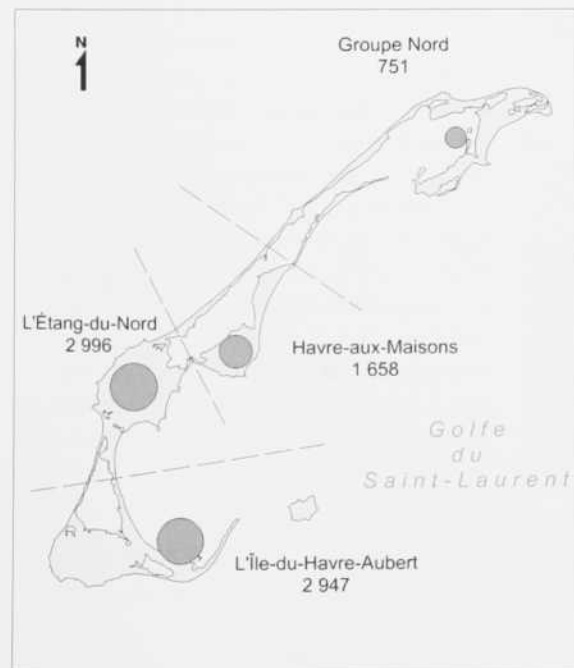 N
Groupe Nord
751
L'Étang-du-Nord
2 996
Havre-aux-Maisons
1 658
Golfe
du
Saint-Laurent
L'Île-du-Havre-Aubert
2 947